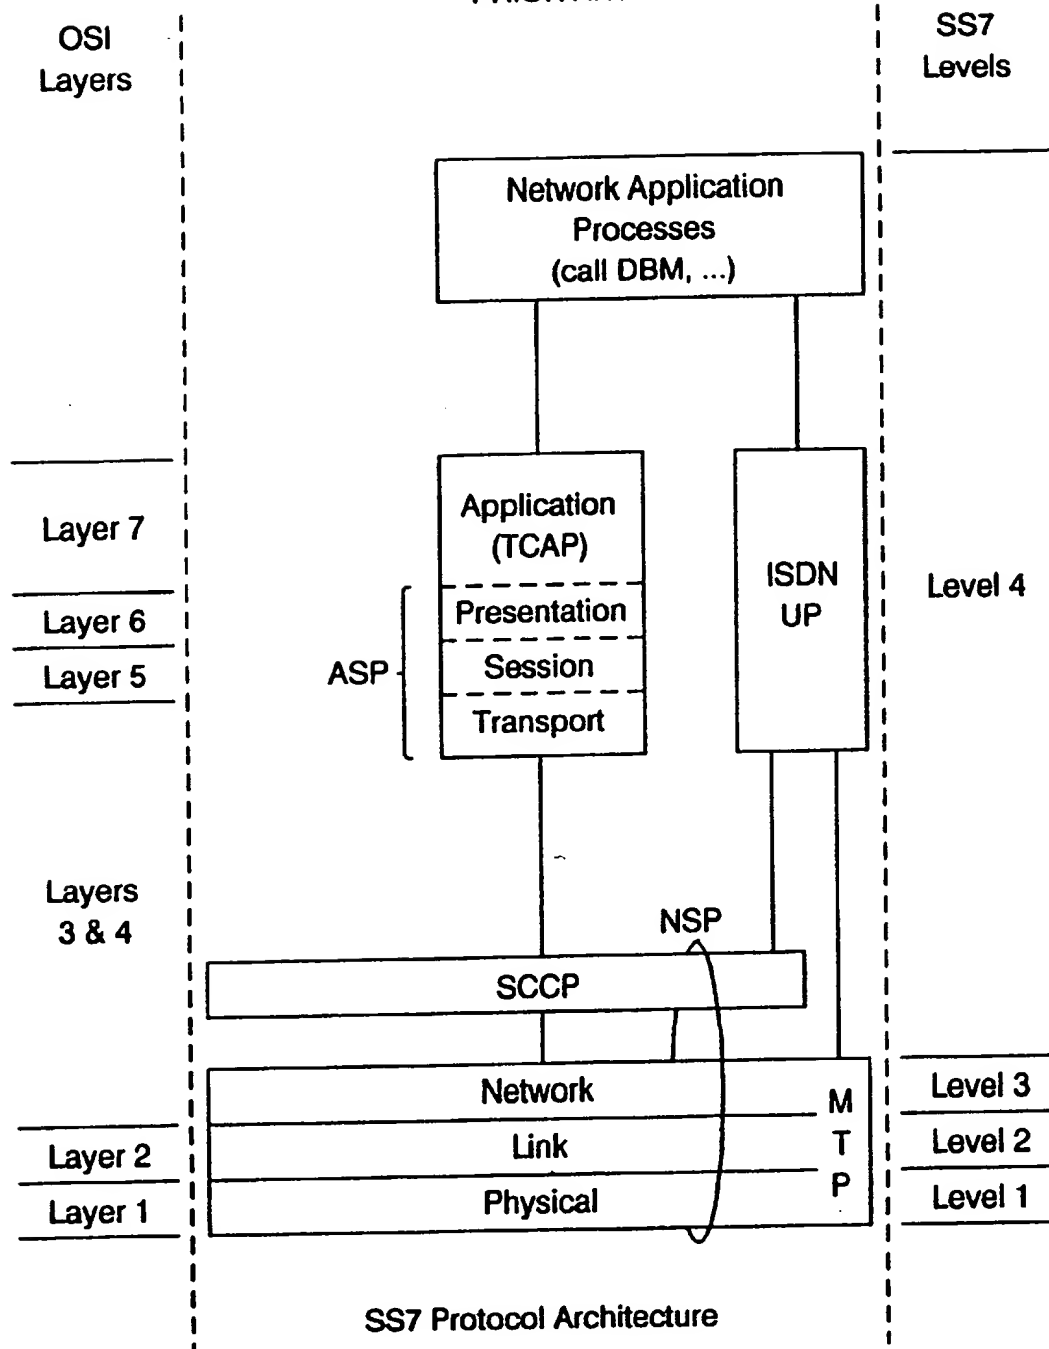 OSI
Layers
SS7
Levels
Network Application
Processes
(call DBM, ...)
Layer 7
Application
(TCAP)
ISDN
UP
Level 4
Layer 6
Presentation
Layer 5
ASP
Session
Transport
Layers
3 & 4
NSP
SCCP
Network
Level 3
Layer 2
Link
Level 2
Layer 1
Physical
Level 1
M
T
P
SS7 Protocol Architecture